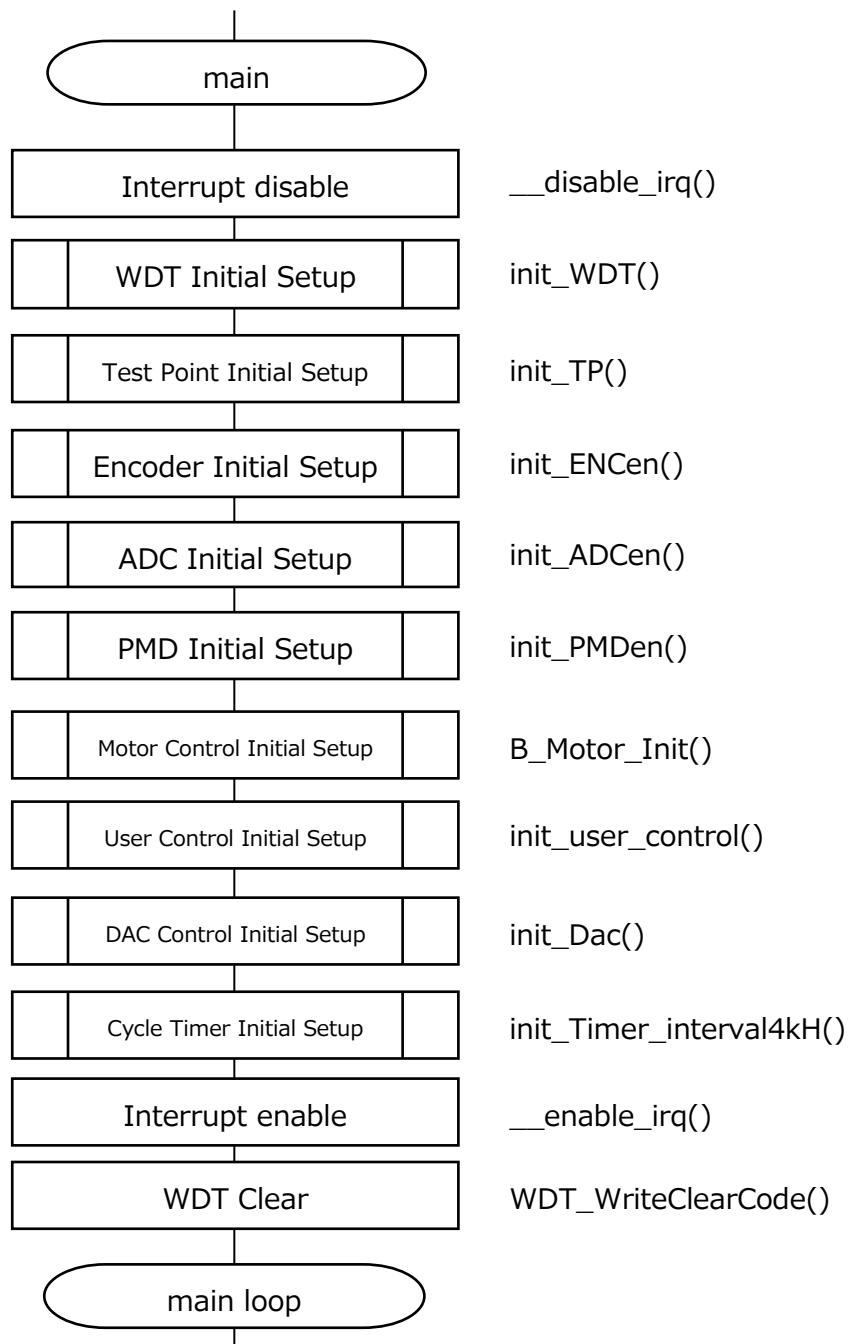 main
Interrupt disable __disable_irq()
WDT Initial Setup init_WDT()
Test Point Initial Setup init_TP()
Encoder Initial Setup init_ENCen()
ADC Initial Setup init_ADCen()
PMD Initial Setup init_PMDen()
Motor Control Initial Setup B_Motor_Init()
User Control Initial Setup init_user_control()
DAC Control Initial Setup init_Dac()
Cycle Timer Initial Setup init_Timer_interval4kH()
Interrupt enable __enable_irq()
WDT Clear WDT_WriteClearCode()
main loop